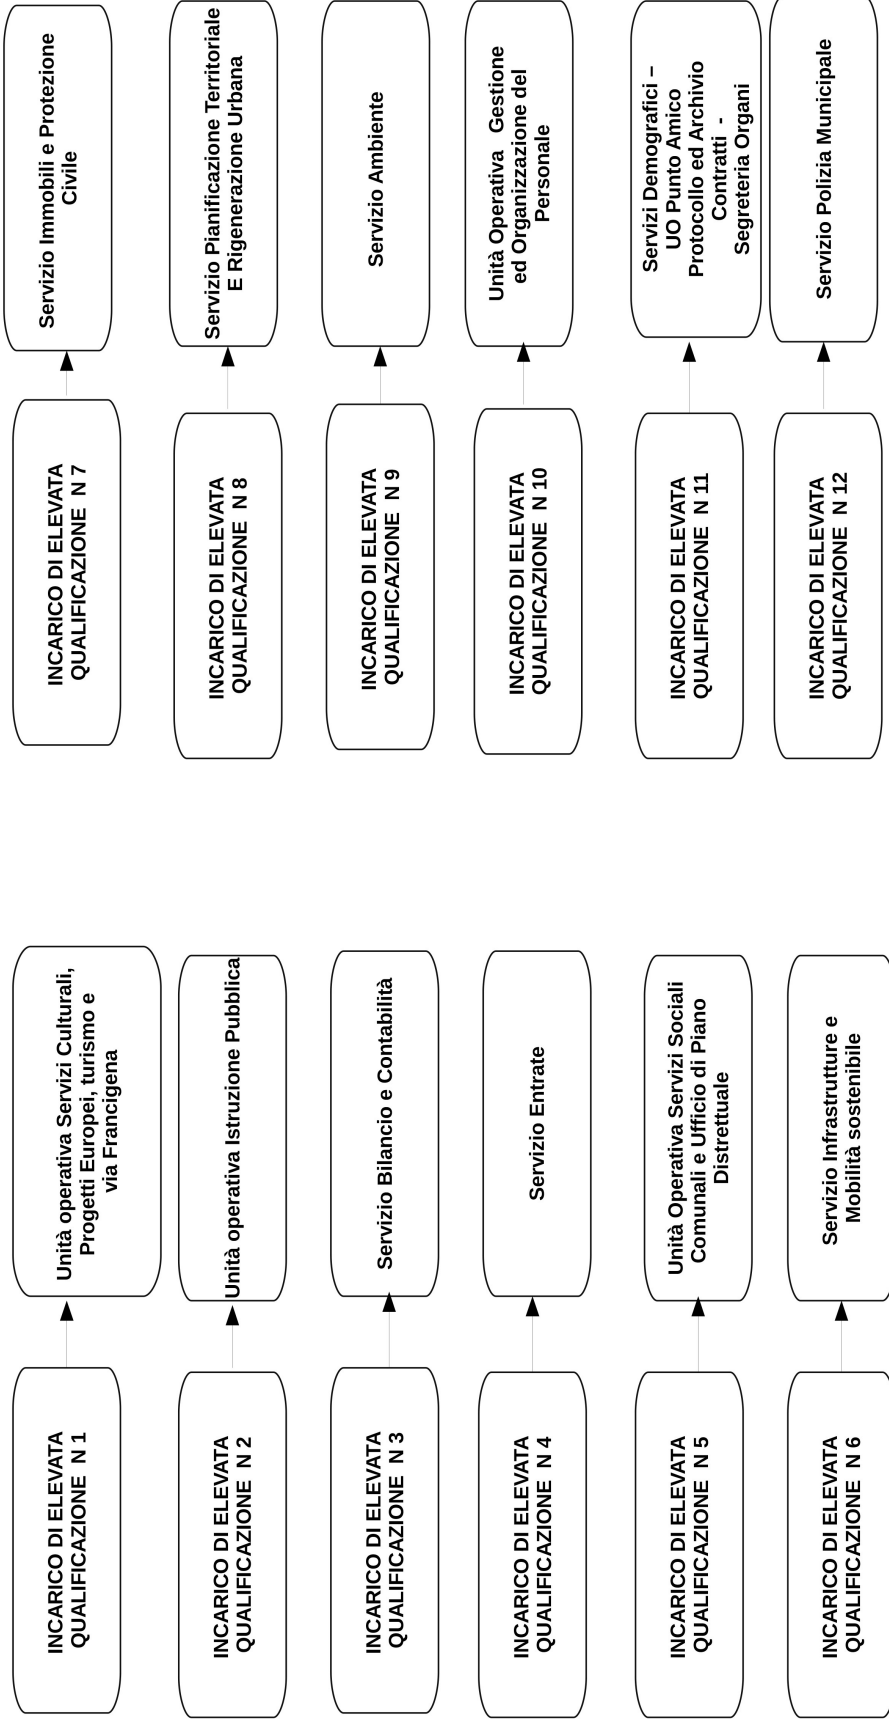 INCARICO DI ELEVATA
QUALIFICAZIONE N 1
Unità operativa Servizi Culturali,
Progetti Europei, turismo e
via Francigena
INCARICO DI ELEVATA
QUALIFICAZIONE N 2
Unità operativa Istruzione Pubblica
INCARICO DI ELEVATA
QUALIFICAZIONE N 3
Servizio Bilancio e Contabilità
INCARICO DI ELEVATA
QUALIFICAZIONE N 4
Servizio Entrate
INCARICO DI ELEVATA
QUALIFICAZIONE N 5
Unità Operativa Servizi Sociali
Comunali e Ufficio di Piano
Distrettuale
INCARICO DI ELEVATA
QUALIFICAZIONE N 6
Servizio Infrastrutture e
Mobilità sostenibile
INCARICO DI ELEVATA
QUALIFICAZIONE N 7
Servizio Immobili e Protezione
Civile
INCARICO DI ELEVATA
QUALIFICAZIONE N 8
Servizio Pianificazione Territoriale
E Rigenerazione Urbana
INCARICO DI ELEVATA
QUALIFICAZIONE N 9
Servizio Ambiente
INCARICO DI ELEVATA
QUALIFICAZIONE N 10
Unità Operativa Gestione
ed Organizzazione del
Personale
INCARICO DI ELEVATA
QUALIFICAZIONE N 11
Servizi Demografici –
UO Punto Amico
Protocollo ed Archivio
Contratti -
Segreteria Organi
INCARICO DI ELEVATA
QUALIFICAZIONE N 12
Servizio Polizia Municipale